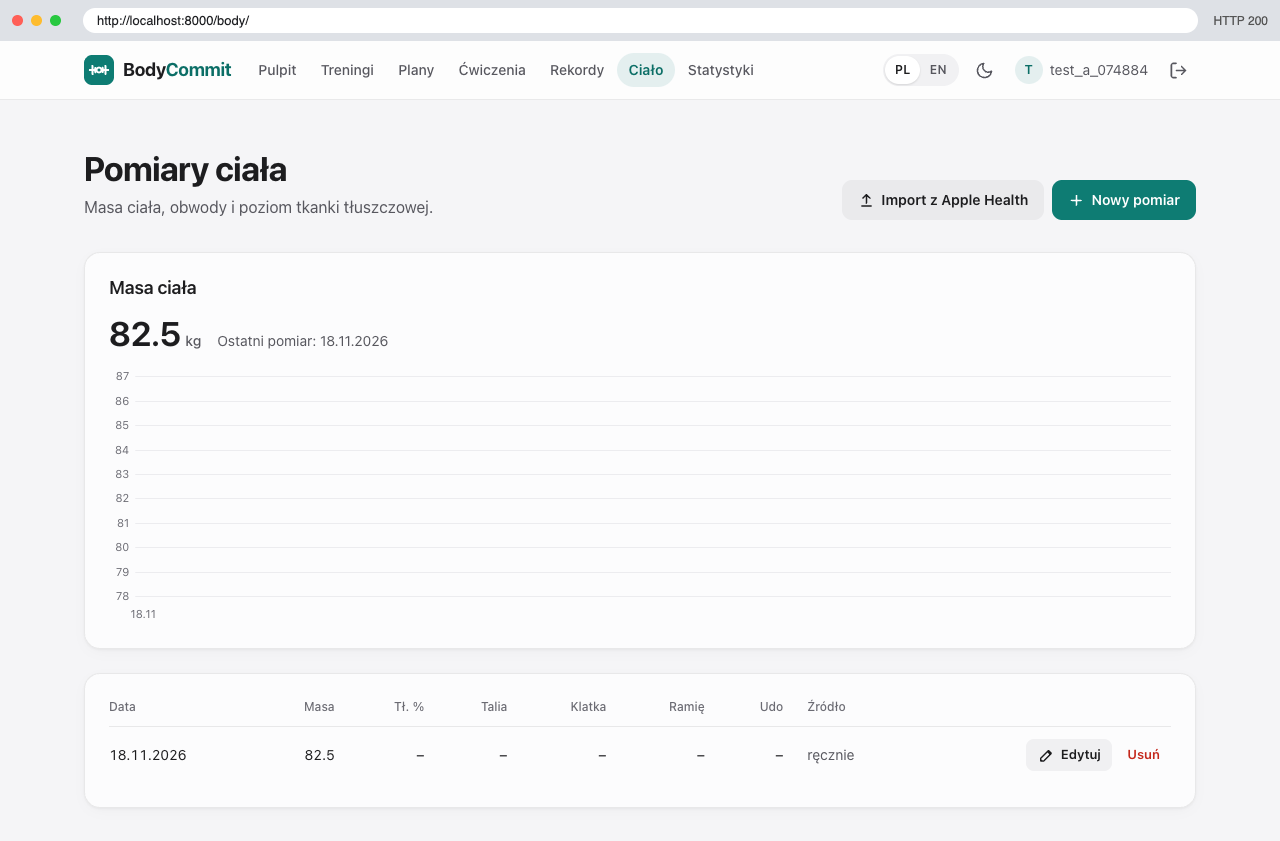 http://localhost:8000/body/ HTTP 200
BodyCommit Pulpit Treningi Plany Ćwiczenia Rekordy Ciało Statystyki PL EN T test_a_074884
Pomiary ciała
Masa ciała, obwody i poziom tkanki tłuszczowej.
Import z Apple Health Nowy pomiar
Masa ciała
82.5 kg Ostatni pomiar: 18.11.2026
87
86
85
84
83
82
81
80
79
78
18.11
Data Masa Tł. % Talia Klatka Ramię Udo Źródło
18.11.2026 82.5 – – – – – ręcznie Edytuj Usuń